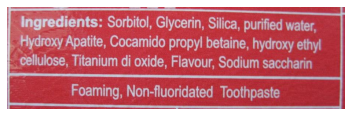 Ingredients: Sorbitol, Glycerin, Silica, purified water,
Hydroxy Apatite, Cocamido propyl betaine, hydroxy ethyl
cellulose, Titanium di oxide, Flavour, Sodium saccharin
Foaming, Non-fluoridated Toothpaste